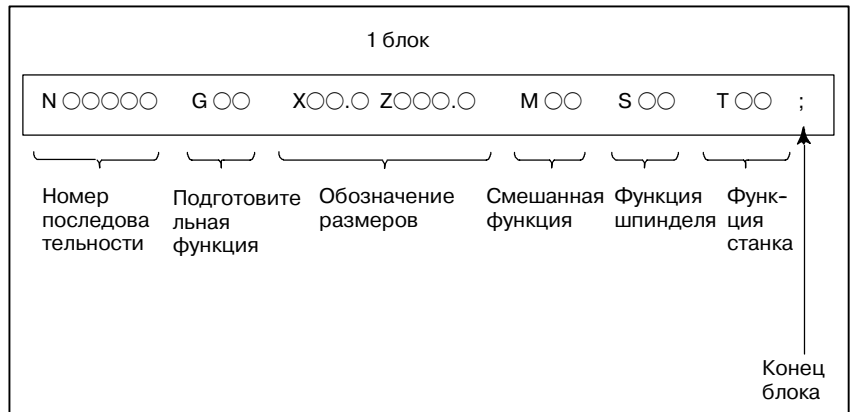 1 блок
N ○○○○○ G ○○ X○○.○ Z○○○.○ M ○○ S ○○ T ○○ ;
Номер
последова
тельности
Подготовите
льная
функция
Обозначение
размеров
Смешанная
функция
Функция
шпинделя
Функ-
ция
станка
Конец
блока